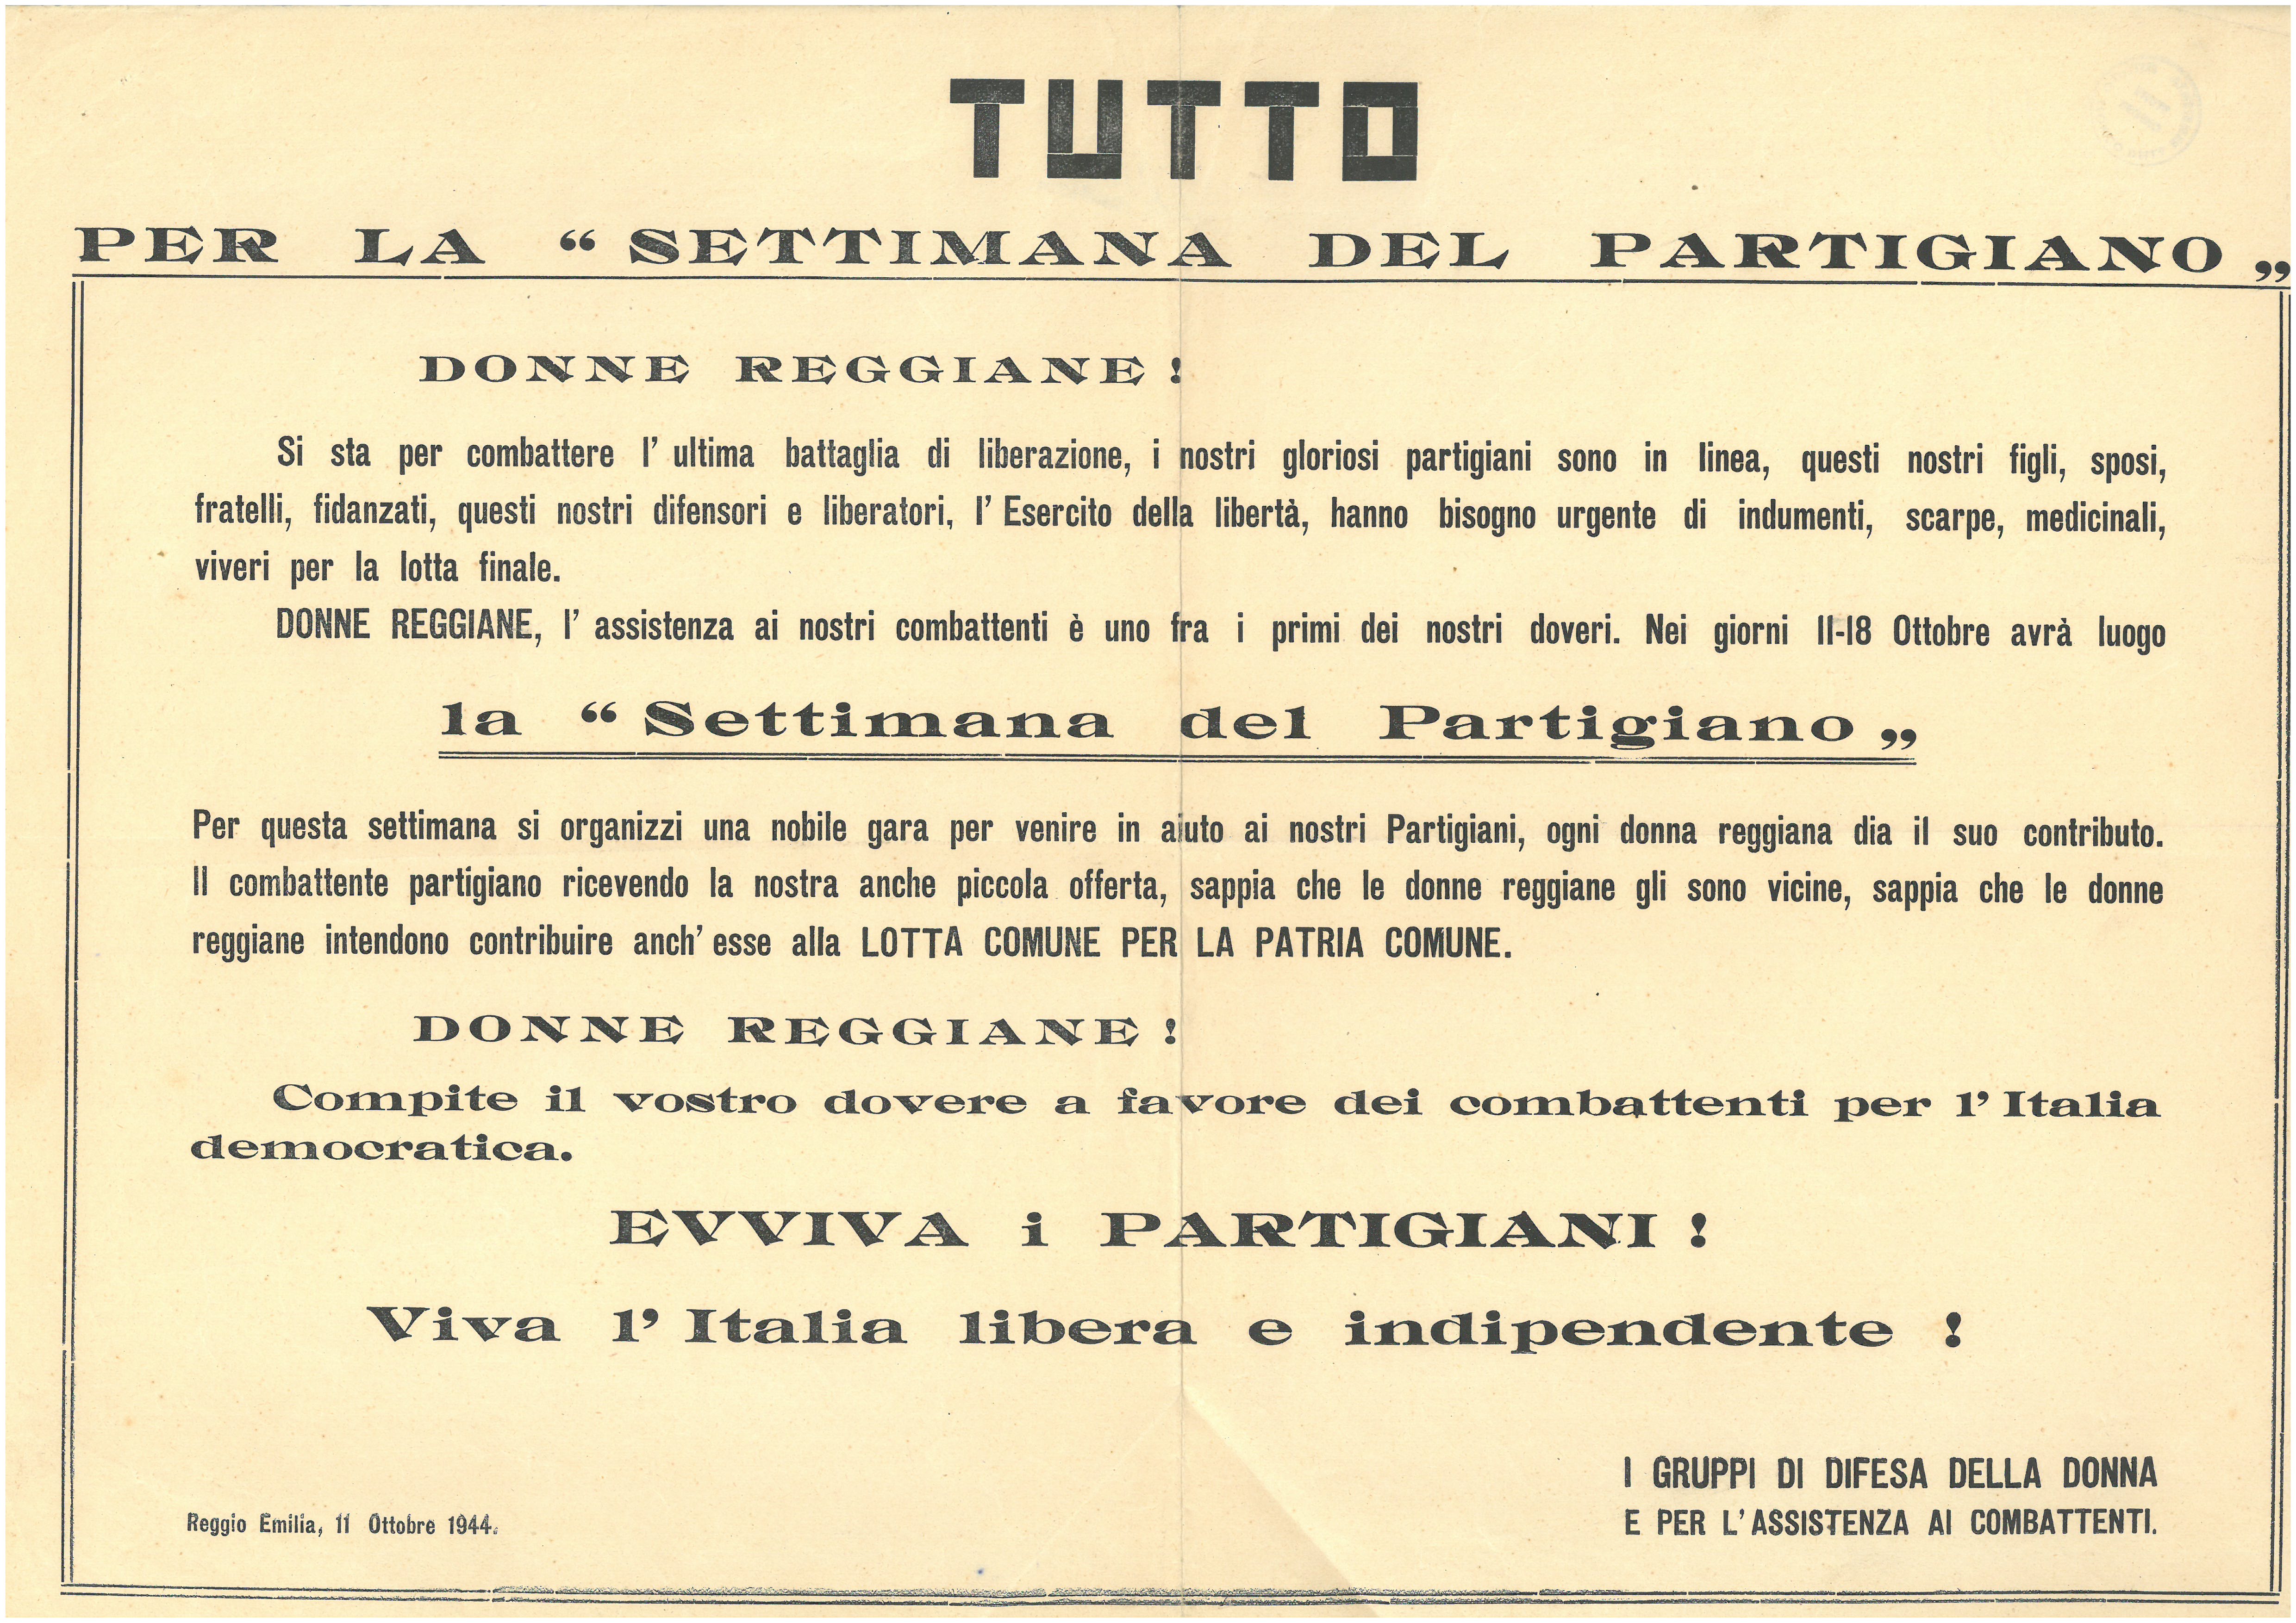 TUTTO
PER LA “ SETTIMANA DEL PARTIGIANO „
DONNE REGGIANE !
Si sta per combattere l' ultima battaglia di liberazione, i nostri gloriosi partigiani sono in linea, questi nostri figli, sposi,
fratelli, fidanzati, questi nostri difensori e liberatori, l' Esercito della libertà, hanno bisogno urgente di indumenti, scarpe, medicinali,
viveri per la lotta finale.
DONNE REGGIANE, l' assistenza ai nostri combattenti è uno fra i primi dei nostri doveri. Nei giorni 11-18 Ottobre avrà luogo
la “ Settimana del Partigiano „
Per questa settimana si organizzi una nobile gara per venire in aiuto ai nostri Partigiani, ogni donna reggiana dia il suo contributo.
Il combattente partigiano ricevendo la nostra anche piccola offerta, sappia che le donne reggiane gli sono vicine, sappia che le donne
reggiane intendono contribuire anch' esse alla LOTTA COMUNE PER LA PATRIA COMUNE.
DONNE REGGIANE !
Compite il vostro dovere a favore dei combattenti per l' Italia
democratica.
EVVIVA i PARTIGIANI !
Viva l' Italia libera e indipendente !
I GRUPPI DI DIFESA DELLA DONNA
E PER L' ASSISTENZA AI COMBATTENTI.
Reggio Emilia, 11 Ottobre 1944.